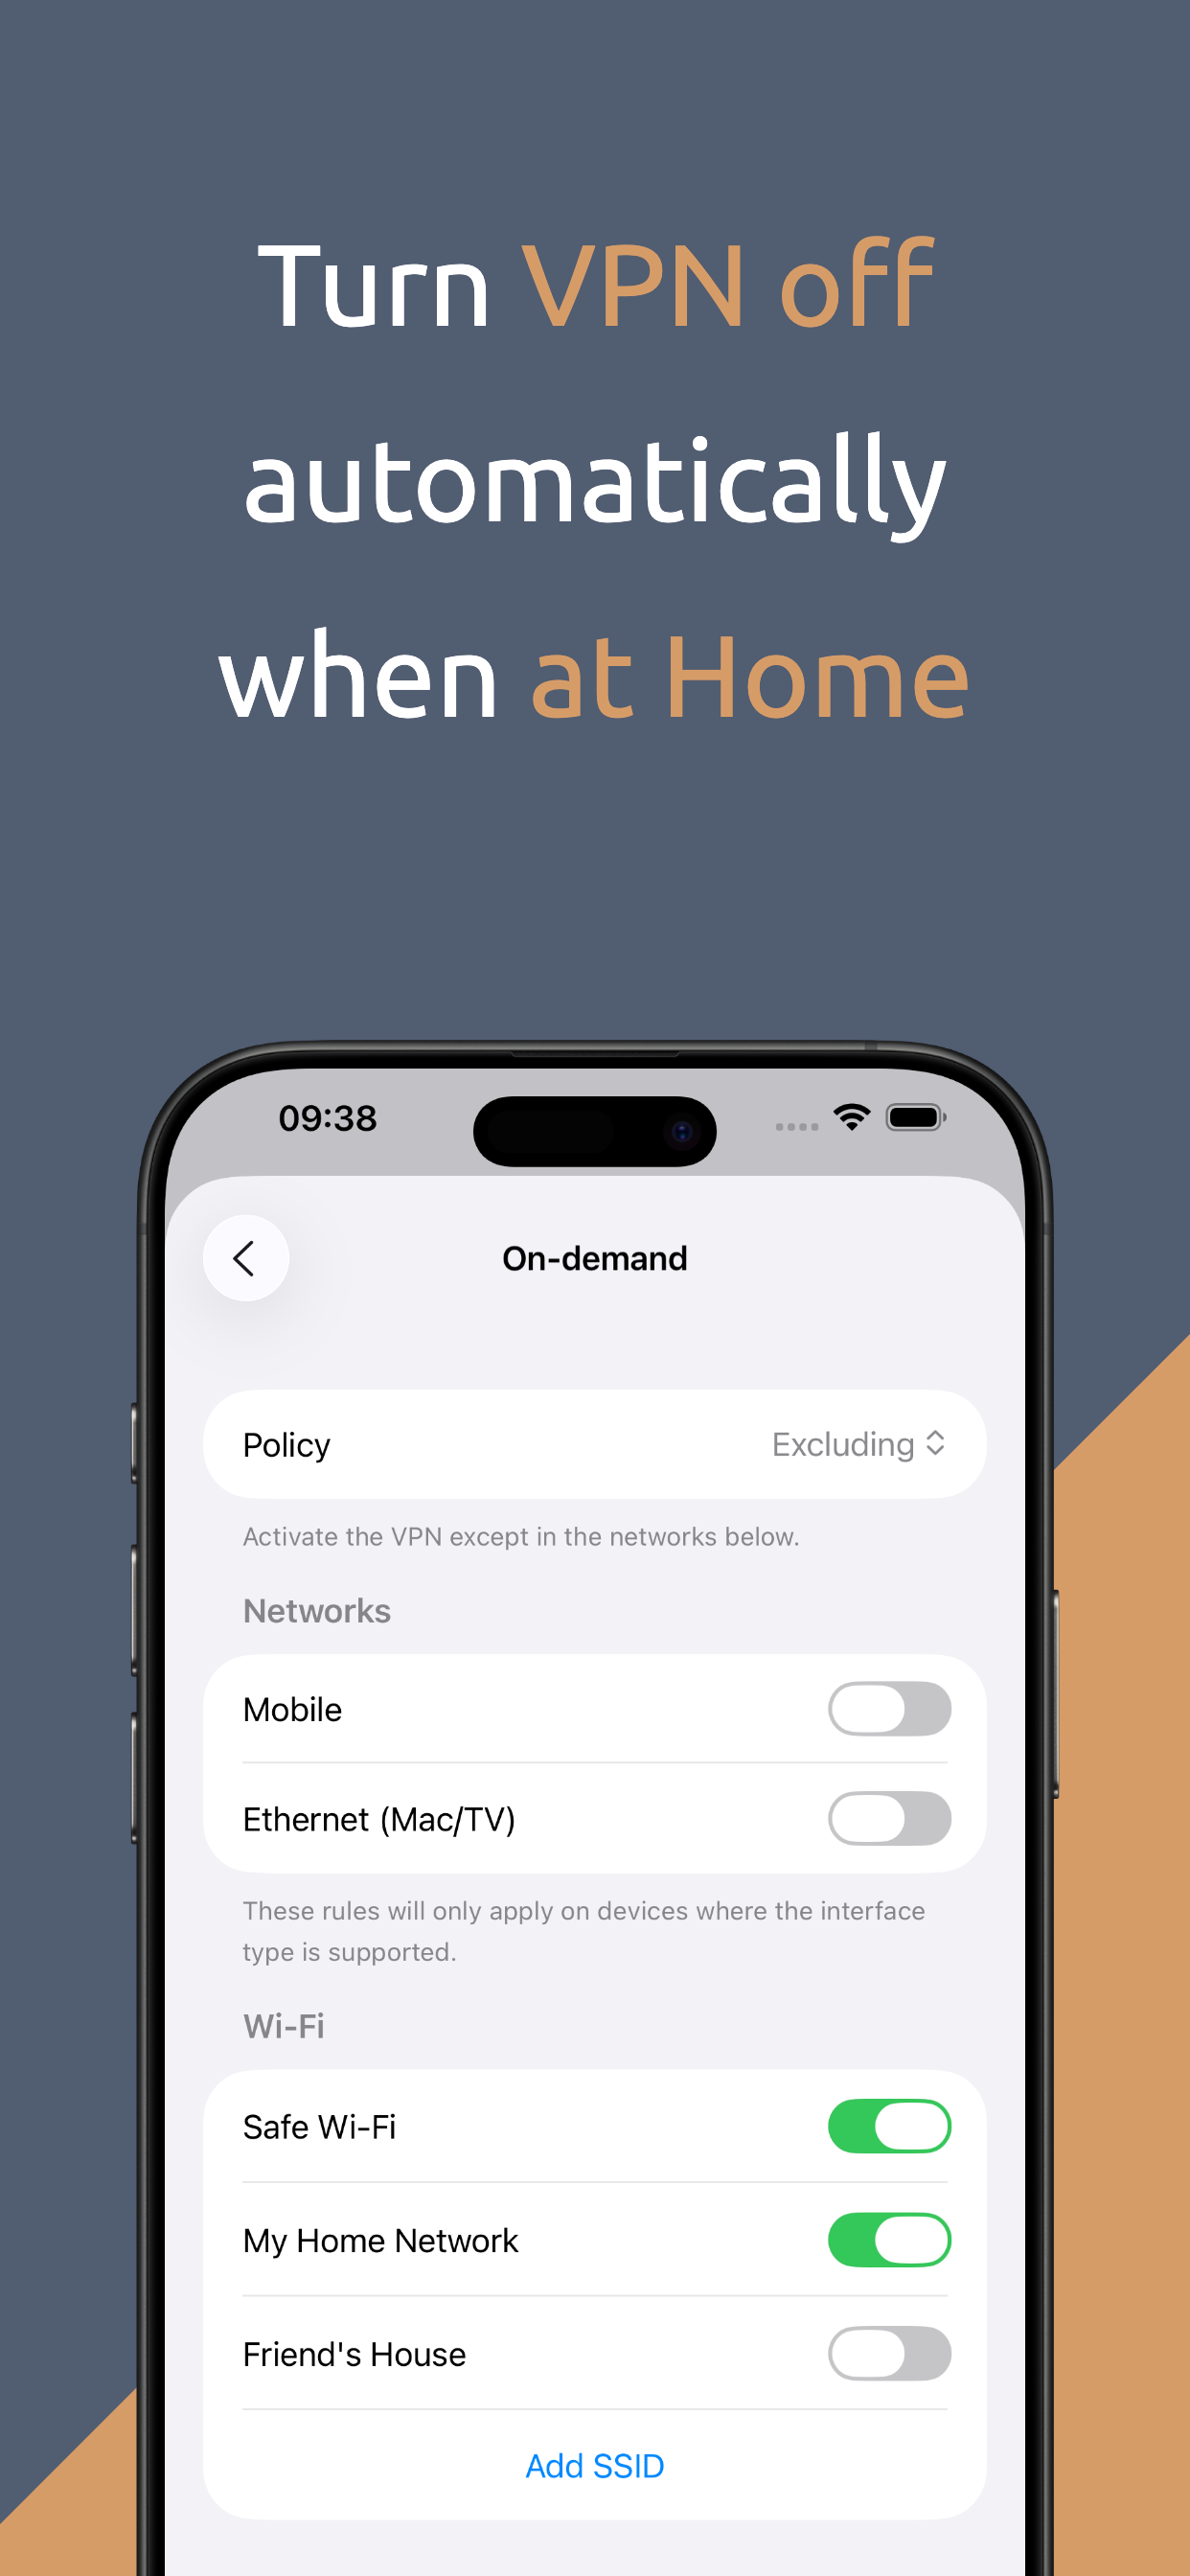 Turn VPN off
automatically
when at Home
09:38
On-demand
Policy
Excluding
Activate the VPN except in the networks below.
Networks
Mobile
Ethernet (Mac/TV)
These rules will only apply on devices where the interface
type is supported.
Wi-Fi
Safe Wi-Fi
My Home Network
Friend's House
Add SSID